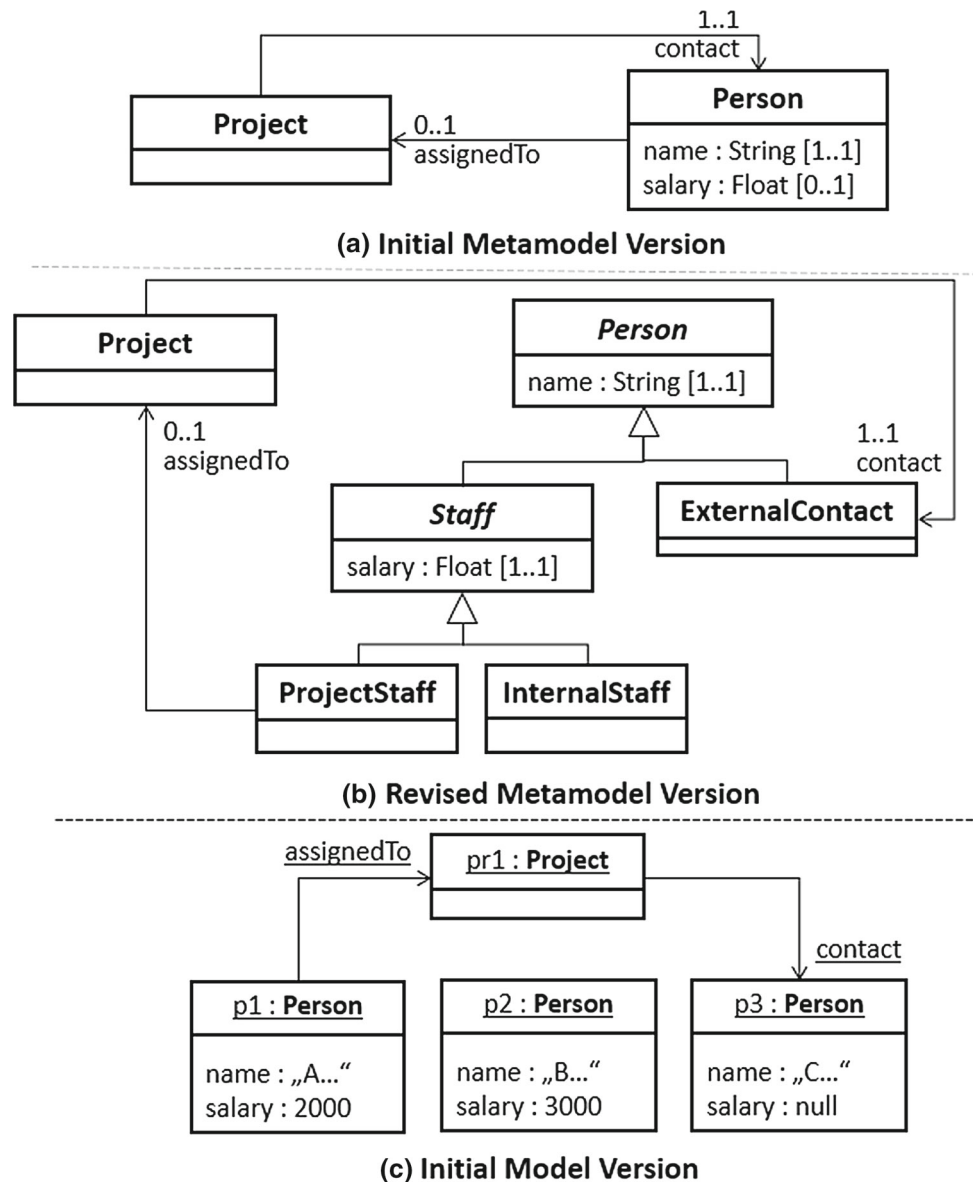 1..1
contact
Project
Person
0..1
assignedTo
name : String [1..1]
salary : Float [0..1]
(a) Initial Metamodel Version
Project
Person
name : String [1..1]
0..1
assignedTo
1..1
contact
Staff
ExternalContact
salary : Float [1..1]
ProjectStaff
InternalStaff
(b) Revised Metamodel Version
assignedTo
pr1 : Project
contact
p1 : Person
p2 : Person
p3 : Person
name : „A...“
salary : 2000
name : „B...“
salary : 3000
name : „C...“
salary : null
(c) Initial Model Version